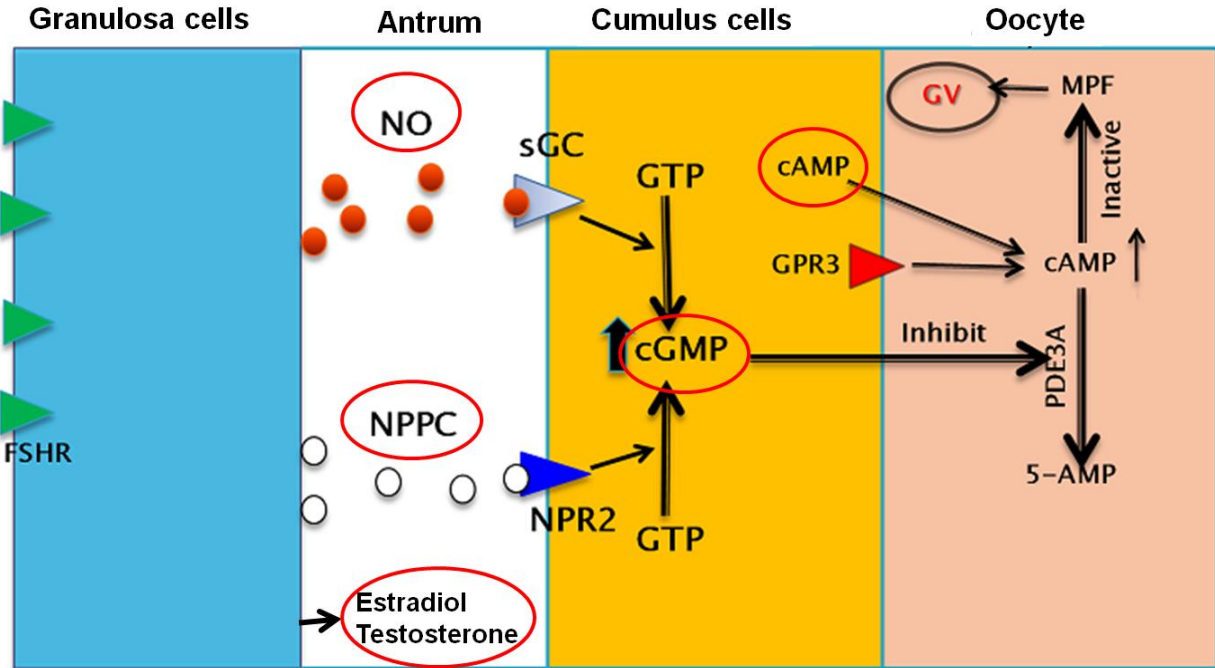 Granulosa cells
Antrum
Cumulus cells
Oocyte
NO
sGC
GTP
cAMP
GV
MPF
Inactive
GPR3
cAMP
cGMP
Inhibit
PDE3A
NPPC
FSHR
NPR2
GTP
5-AMP
Estradiol
Testosterone